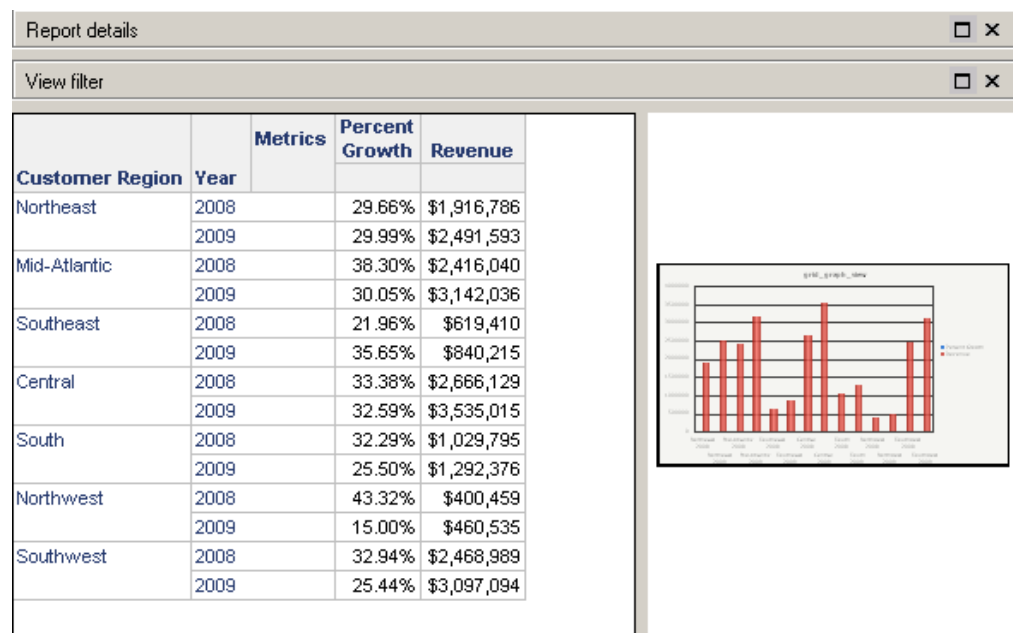 Report details
View filter
Metrics
Percent Growth
Revenue
Customer Region Year
Northeast 2008 29.66% $1,916,786
2009 29.99% $2,491,593
Mid-Atlantic 2008 38.30% $2,416,040
2009 30.05% $3,142,036
Southeast 2008 21.96% $619,410
2009 35.65% $840,215
Central 2008 33.38% $2,666,129
2009 32.59% $3,535,015
South 2008 32.29% $1,029,795
2009 25.50% $1,292,376
Northwest 2008 43.32% $400,459
2009 15.00% $460,535
Southwest 2008 32.94% $2,468,989
2009 25.44% $3,097,094
grid_graph_view